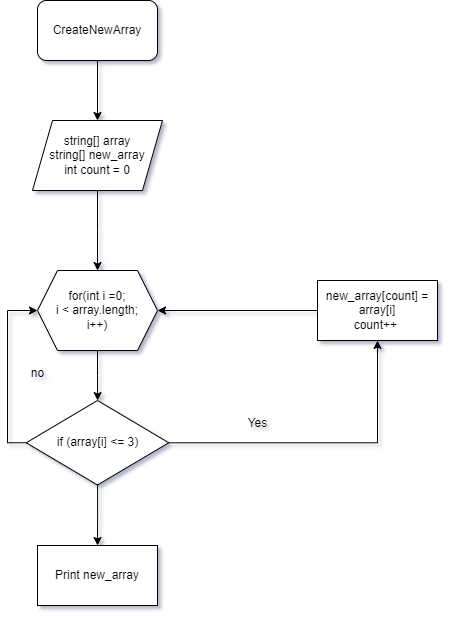 CreateNewArray
string[] array
string[] new_array
int count = 0
for(int i =0;
i < array.length;
i++)
new_array[count] =
array[i]
count++
no
Yes
if (array[i] <= 3)
Print new_array